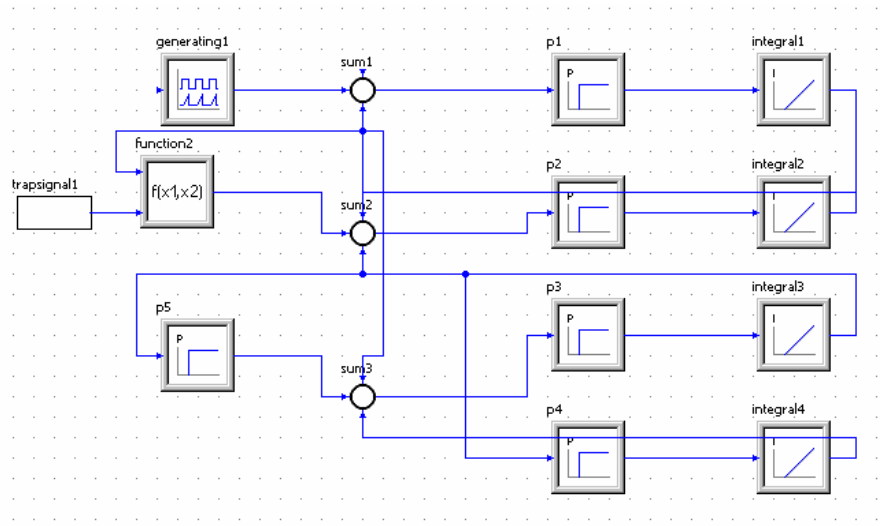 generating1
p1
integral1
sum1
P
I
function2
p2
integral2
trapsignal1
f(x1,x2)
P
I
sum2
p3
integral3
p5
P
I
P
sum3
p4
integral4
P
I